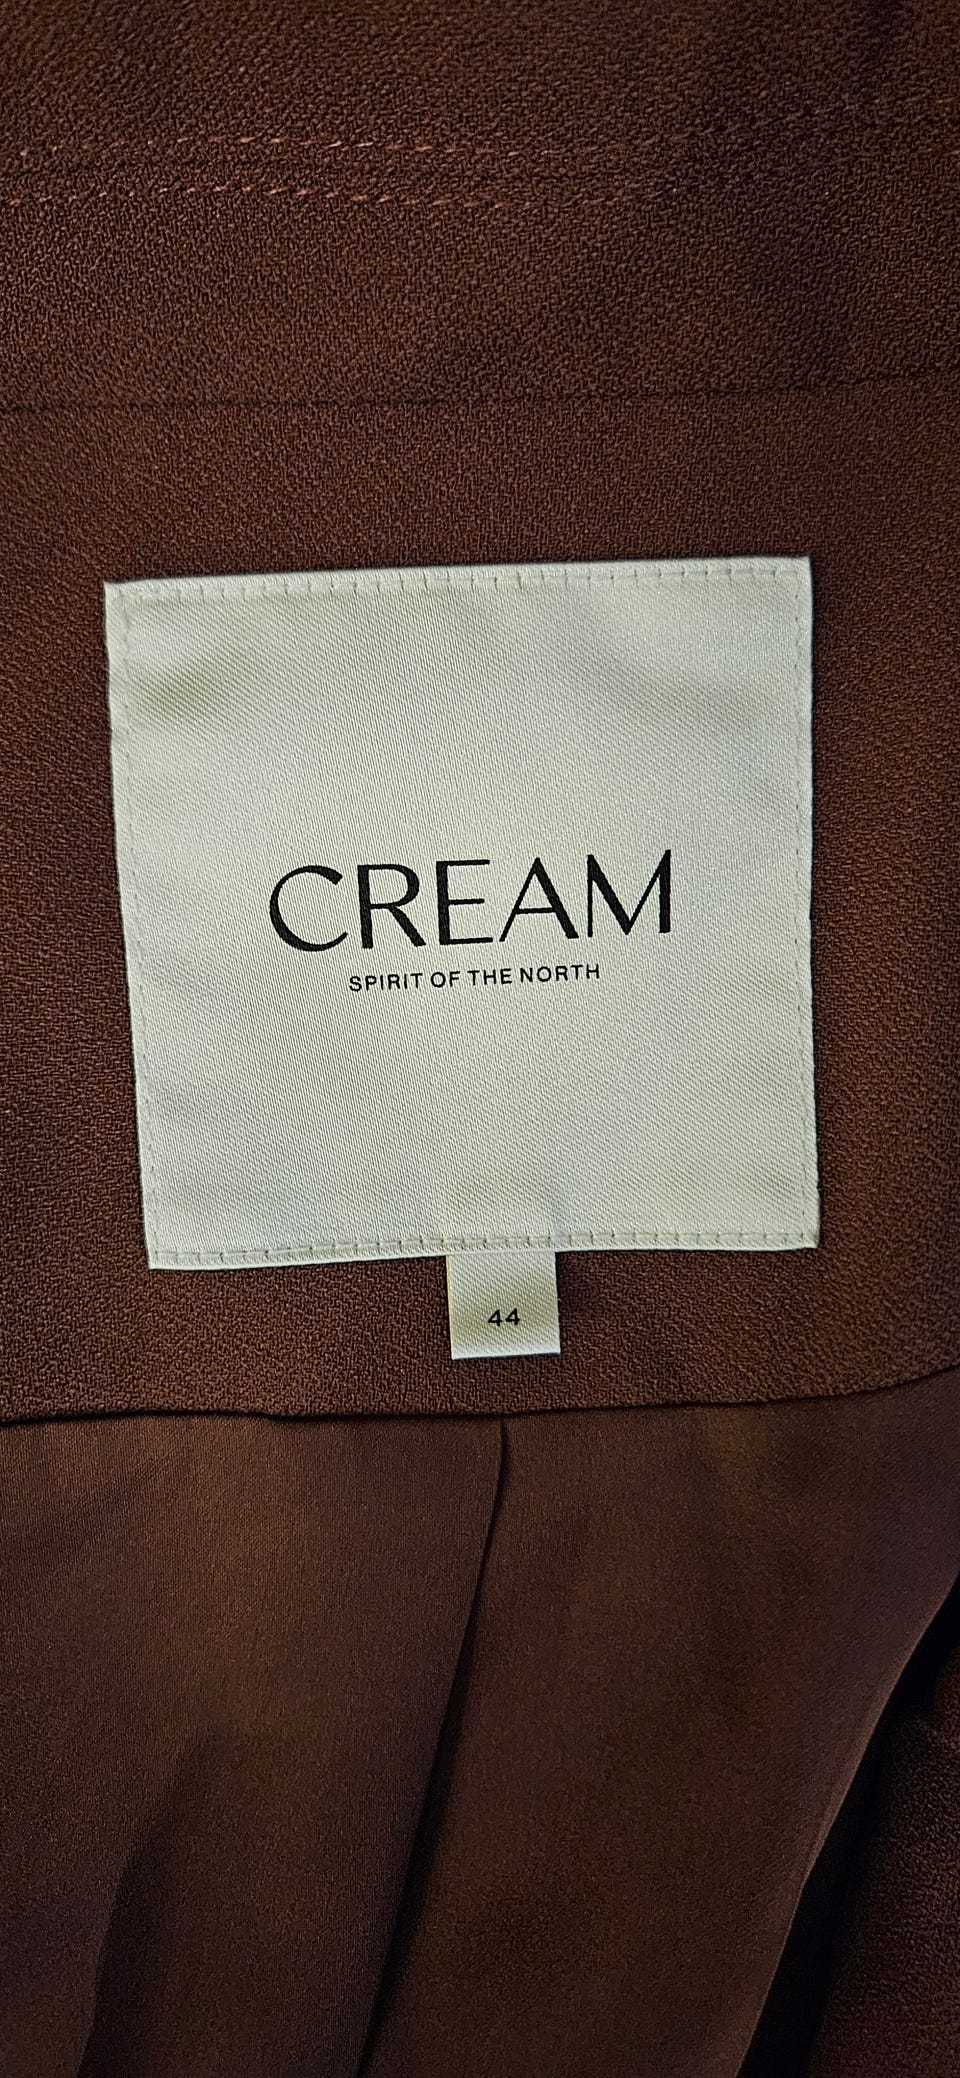 CREAM
SPIRIT OF THE NORTH
44